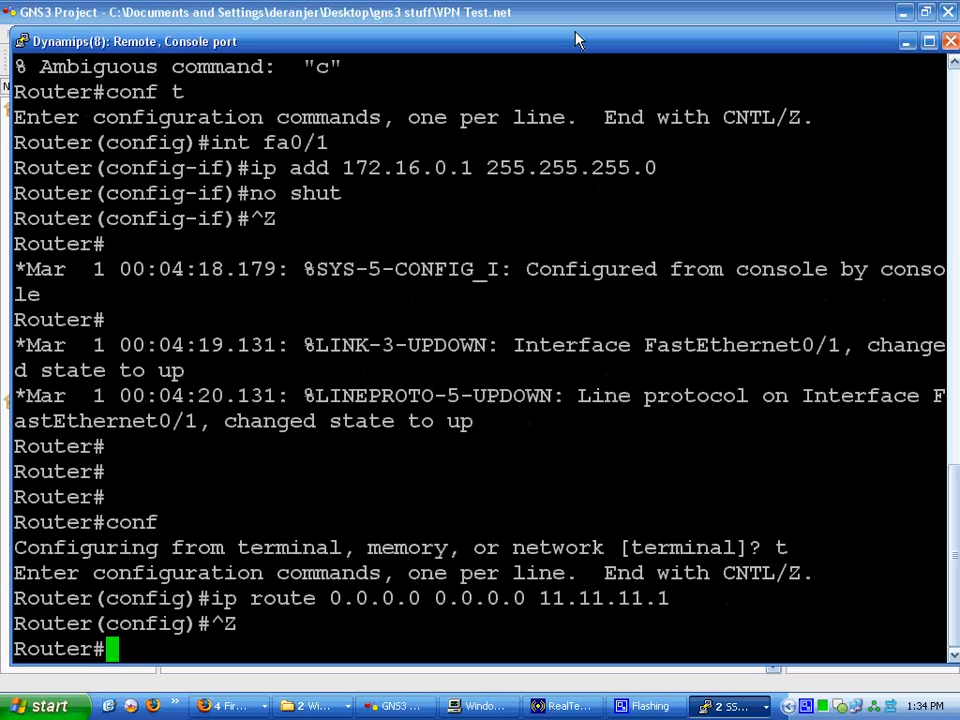 GNS3 Project - C:\Documents and Settings\deranjer\Desktop\gns3 stuff\VPN Test.net
Dynamips(8): Remote, Console port
% Ambiguous command:  "c"
Router#conf t
Enter configuration commands, one per line.  End with CNTL/Z.
Router(config)#int fa0/1
Router(config-if)#ip add 172.16.0.1 255.255.255.0
Router(config-if)#no shut
Router(config-if)#^Z
Router#
*Mar  1 00:04:18.179: %SYS-5-CONFIG_I: Configured from console by conso
le
Router#
*Mar  1 00:04:19.131: %LINK-3-UPDOWN: Interface FastEthernet0/1, change
d state to up
*Mar  1 00:04:20.131: %LINEPROTO-5-UPDOWN: Line protocol on Interface F
astEthernet0/1, changed state to up
Router#
Router#
Router#
Router#conf
Configuring from terminal, memory, or network [terminal]? t
Enter configuration commands, one per line.  End with CNTL/Z.
Router(config)#ip route 0.0.0.0 0.0.0.0 11.11.11.1
Router(config)#^Z
Router#
start » 4 Fir... 2 Wi... GNS3 ... Windo... RealTe... Flashing 2 SS... 1:34 PM